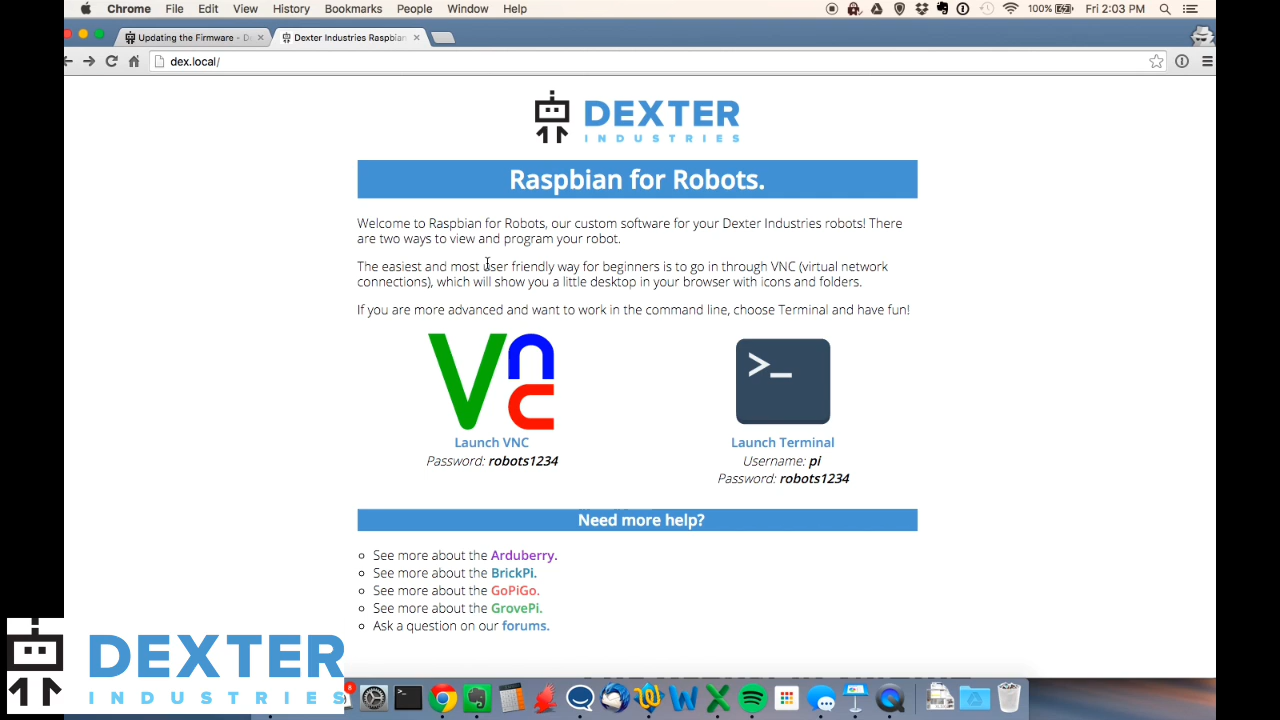 Chrome File Edit View History Bookmarks People Window Help 100% Fri 2:03 PM
Updating the Firmware - De Dexter Industries Raspbian
dex.local/
DEXTER
INDUSTRIES
Raspbian for Robots.
Welcome to Raspbian for Robots, our custom software for your Dexter Industries robots! There
are two ways to view and program your robot.
The easiest and most user friendly way for beginners is to go in through VNC (virtual network
connections), which will show you a little desktop in your browser with icons and folders.
If you are more advanced and want to work in the command line, choose Terminal and have fun!
Vnc
>_
Launch VNC
Password: robots1234
Launch Terminal
Username: pi
Password: robots1234
Need more help?
See more about the Arduberry.
See more about the BrickPi.
See more about the GoPiGo.
See more about the GrovePi.
Ask a question on our forums.
DEXTER
INDUSTRIES